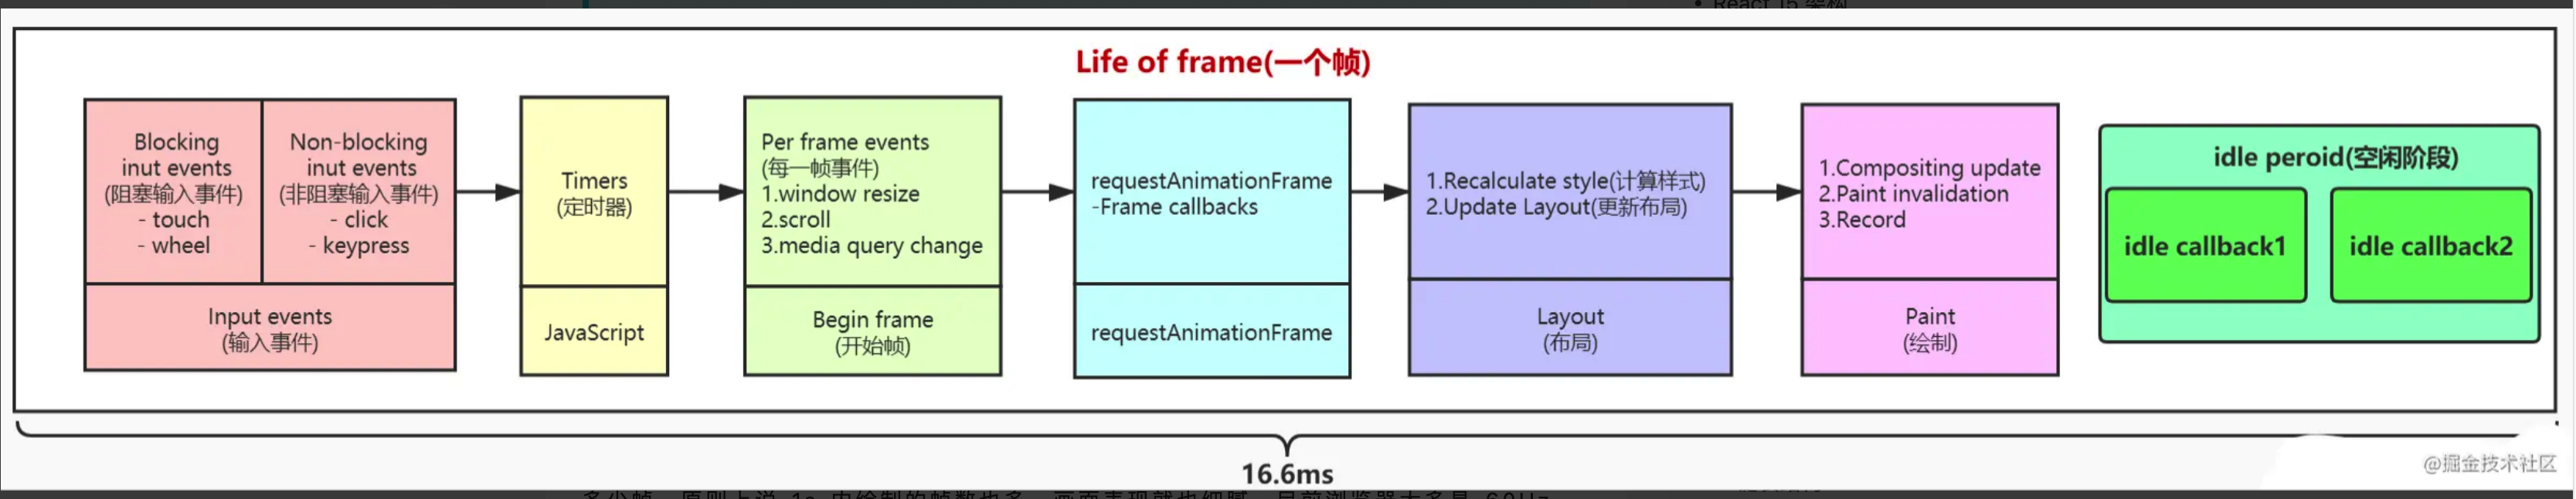 React 15 架构
Life of frame(一个帧)
Blocking
inut events
(阻塞输入事件)
- touch
- wheel
Non-blocking
inut events
(非阻塞输入事件)
- click
- keypress
Input events
(输入事件)
Timers
(定时器)
JavaScript
Per frame events
(每一帧事件)
1.window resize
2.scroll
3.media query change
Begin frame
(开始帧)
requestAnimationFrame
-Frame callbacks
requestAnimationFrame
1.Recalculate style(计算样式)
2.Update Layout(更新布局)
Layout
(布局)
1.Compositing update
2.Paint invalidation
3.Record
Paint
(绘制)
idle peroid(空闲阶段)
idle callback1
idle callback2
16.6ms
@掘金技术社区